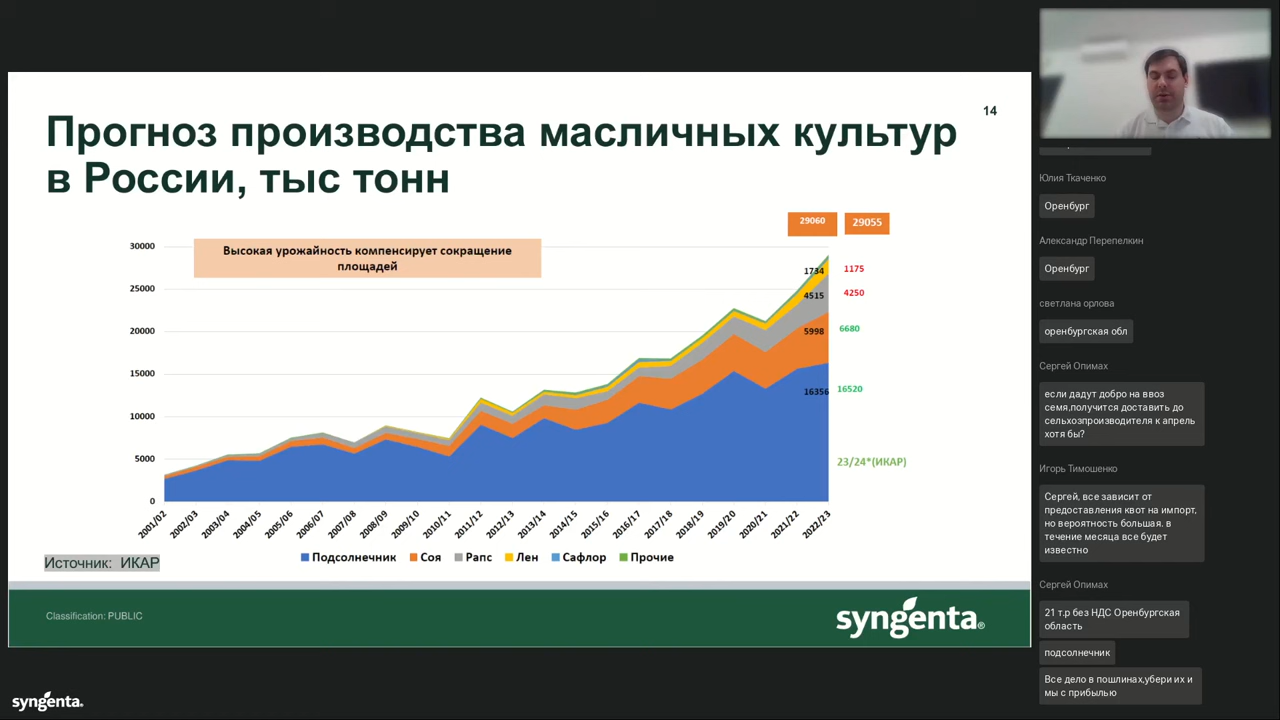 14
Прогноз производства масличных культур
в России, тыс тонн
29060
29055
Высокая урожайность компенсирует сокращение
площадей
30000
25000
20000
15000
10000
5000
0
1734
4515
5998
16356
1175
4250
6680
16520
23/24*(ИКАР)
2001/02
2002/03
2003/04
2004/05
2005/06
2006/07
2007/08
2008/09
2009/10
2010/11
2011/12
2012/13
2013/14
2014/15
2015/16
2016/17
2017/18
2018/19
2019/20
2020/21
2021/22
2022/23
Подсолнечник Соя Рапс Лен Сафлор Прочие
Источник: ИКАР
Classification: PUBLIC
syngenta®
syngenta.
Юлия Ткаченко
Оренбург
Александр Перепелкин
Оренбург
светлана орлова
оренбургская обл
Сергей Опимах
если дадут добро на ввоз
семя,получится доставить до
сельхозпроизводителя к апрель
хотя бы?
Игорь Тимошенко
Сергей, все зависит от
предоставления квот на импорт,
но вероятность большая. в
течение месяца все будет
известно
Сергей Опимах
21 т.р без НДС Оренбургская
область
подсолнечник
Все дело в пошлинах,убери их и
мы с прибылью